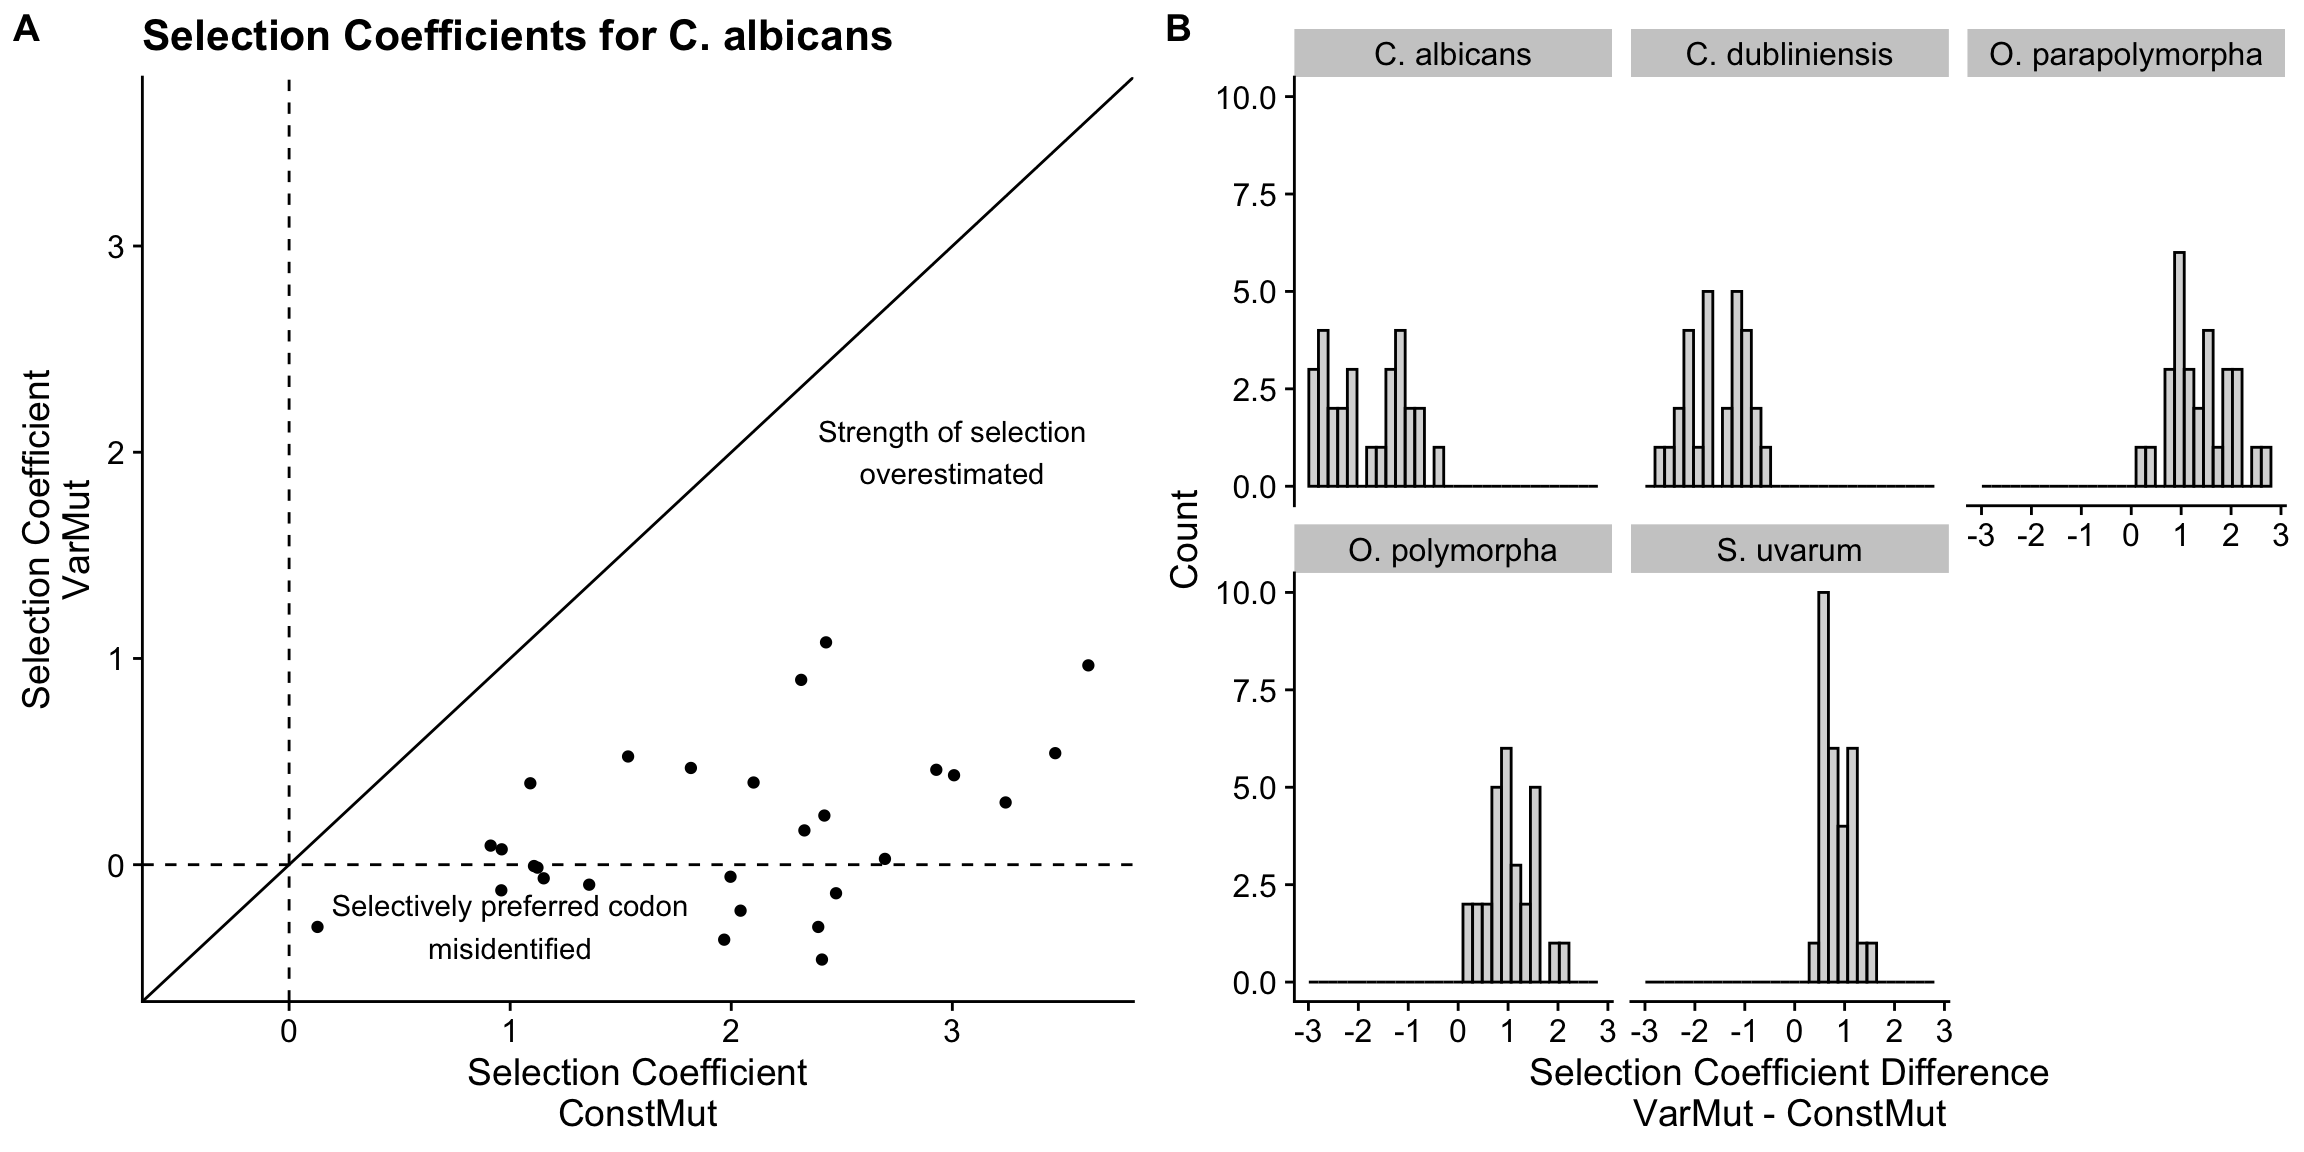 A
Selection Coefficients for C. albicans
Selection Coefficient
VarMut
3
2
1
0
Strength of selection
overestimated
Selectively preferred codon
misidentified
0 1 2 3
Selection Coefficient
ConstMut
B
C. albicans C. dubliniensis O. parapolymorpha
Count
10.0
7.5
5.0
2.5
0.0
-3 -2 -1 0 1 2 3
O. polymorpha S. uvarum
10.0
7.5
5.0
2.5
0.0
-3 -2 -1 0 1 2 3 -3 -2 -1 0 1 2 3
Selection Coefficient Difference
VarMut - ConstMut